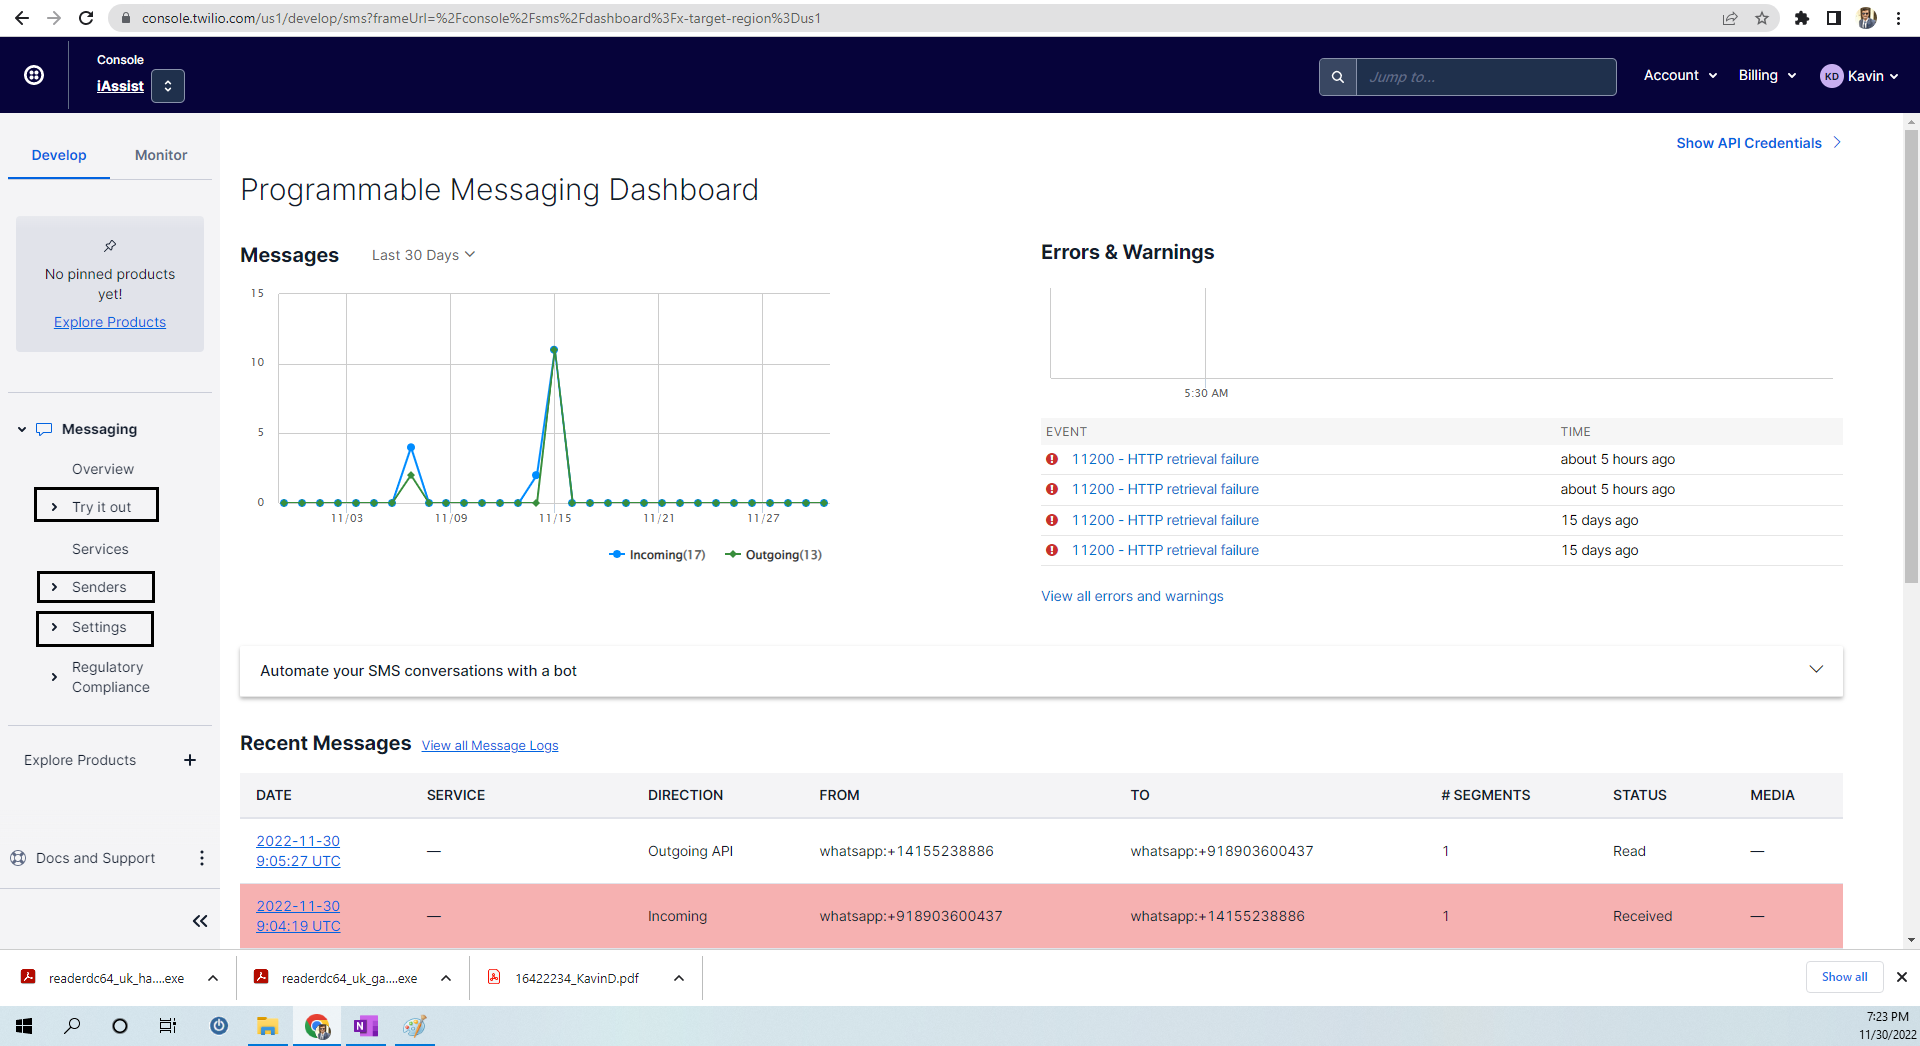 console.twilio.com/us1/develop/sms?frameUrl=%2Fconsole%2Fsms%2Fdashboard%3Fx-target-region%3Dus1
Console
iAssist
Jump to...
Account
Billing
KD
Kavin
Develop
Monitor
No pinned products
yet!
Explore Products
Messaging
Overview
Try it out
Services
Senders
Settings
Regulatory
Compliance
Explore Products
Docs and Support
Show API Credentials
Programmable Messaging Dashboard
Messages
Last 30 Days
15
10
5
0
11/03
11/09
11/15
11/21
11/27
Incoming(17)
Outgoing(13)
Errors & Warnings
5:30 AM
EVENT TIME
11200 - HTTP retrieval failure about 5 hours ago
11200 - HTTP retrieval failure about 5 hours ago
11200 - HTTP retrieval failure 15 days ago
11200 - HTTP retrieval failure 15 days ago
View all errors and warnings
Automate your SMS conversations with a bot
Recent Messages View all Message Logs
DATE SERVICE DIRECTION FROM TO # SEGMENTS STATUS MEDIA
2022-11-30
9:05:27 UTC — Outgoing API whatsapp:+14155238886 whatsapp:+918903600437 1 Read —
2022-11-30
9:04:19 UTC — Incoming whatsapp:+918903600437 whatsapp:+14155238886 1 Received —
readerdc64_uk_ha....exe
readerdc64_uk_ga....exe
16422234_KavinD.pdf
Show all
N
7:23 PM
11/30/2022